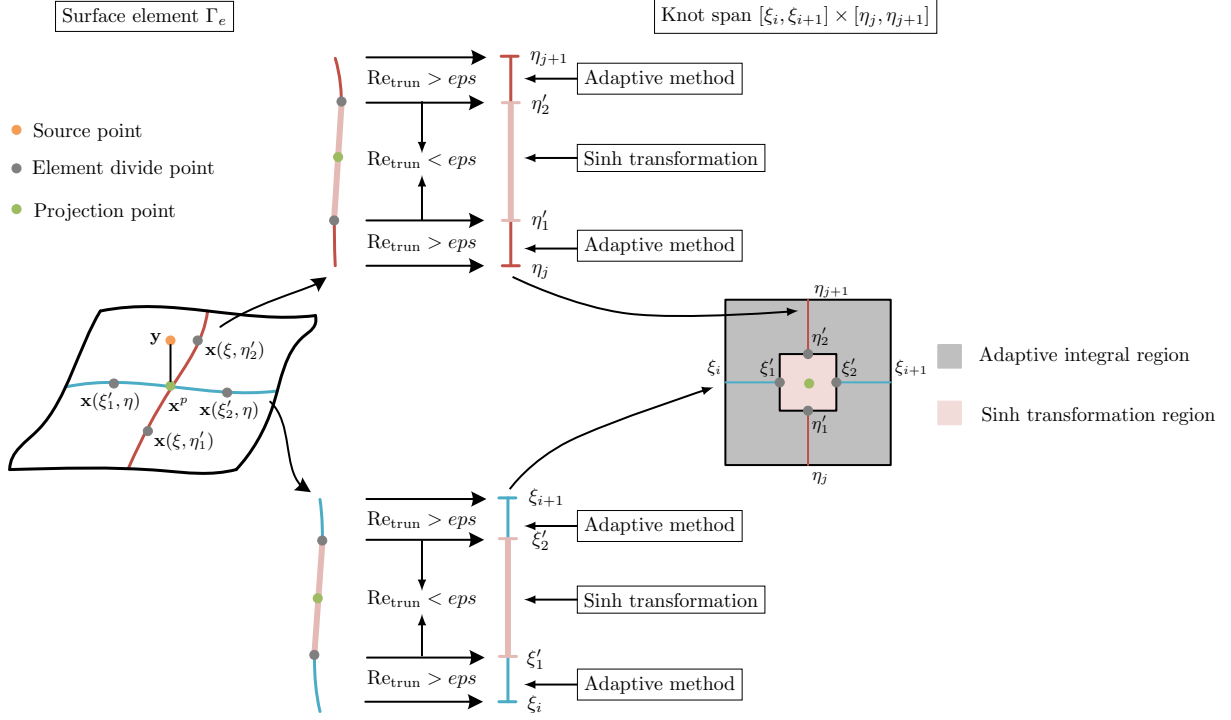 Surface element Γ_e
Knot span [ξ_i, ξ_{i+1}] × [η_j, η_{j+1}]
Source point
Element divide point
Projection point
Re_trun > eps
Re_trun < eps
Re_trun > eps
η_{j+1}
η′_2
η′_1
η_j
Adaptive method
Sinh transformation
Adaptive method
y
x(ξ, η′_2)
x(ξ′_1, η)
x^p
x(ξ′_2, η)
x(ξ, η′_1)
η_{j+1}
η′_2
ξ_i
ξ′_1
ξ′_2
ξ_{i+1}
η′_1
η_j
Adaptive integral region
Sinh transformation region
Re_trun > eps
Re_trun < eps
Re_trun > eps
ξ_{i+1}
ξ′_2
ξ′_1
ξ_i
Adaptive method
Sinh transformation
Adaptive method